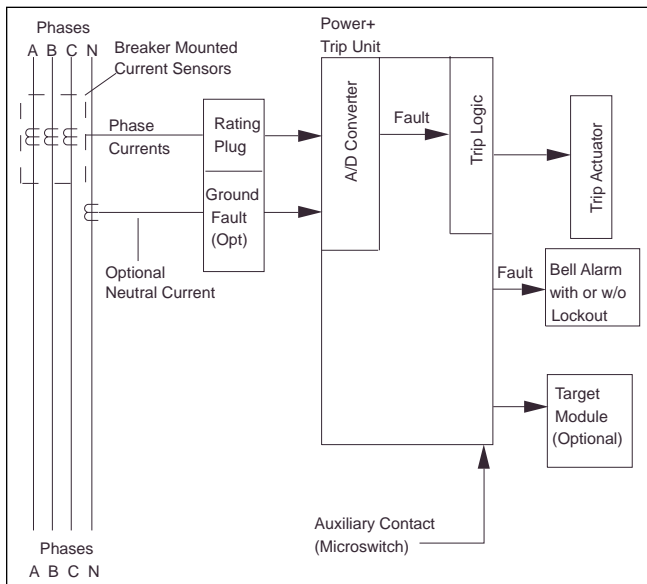 Phases
A B C N
Breaker Mounted
Current Sensors
Power+
Trip Unit
Phase
Currents
Rating
Plug
Ground
Fault
(Opt)
Optional
Neutral Current
A/D Converter
Fault
Trip Logic
Trip Actuator
Fault
Bell Alarm
with or w/o
Lockout
Target
Module
(Optional)
Auxiliary Contact
(Microswitch)
Phases
A B C N